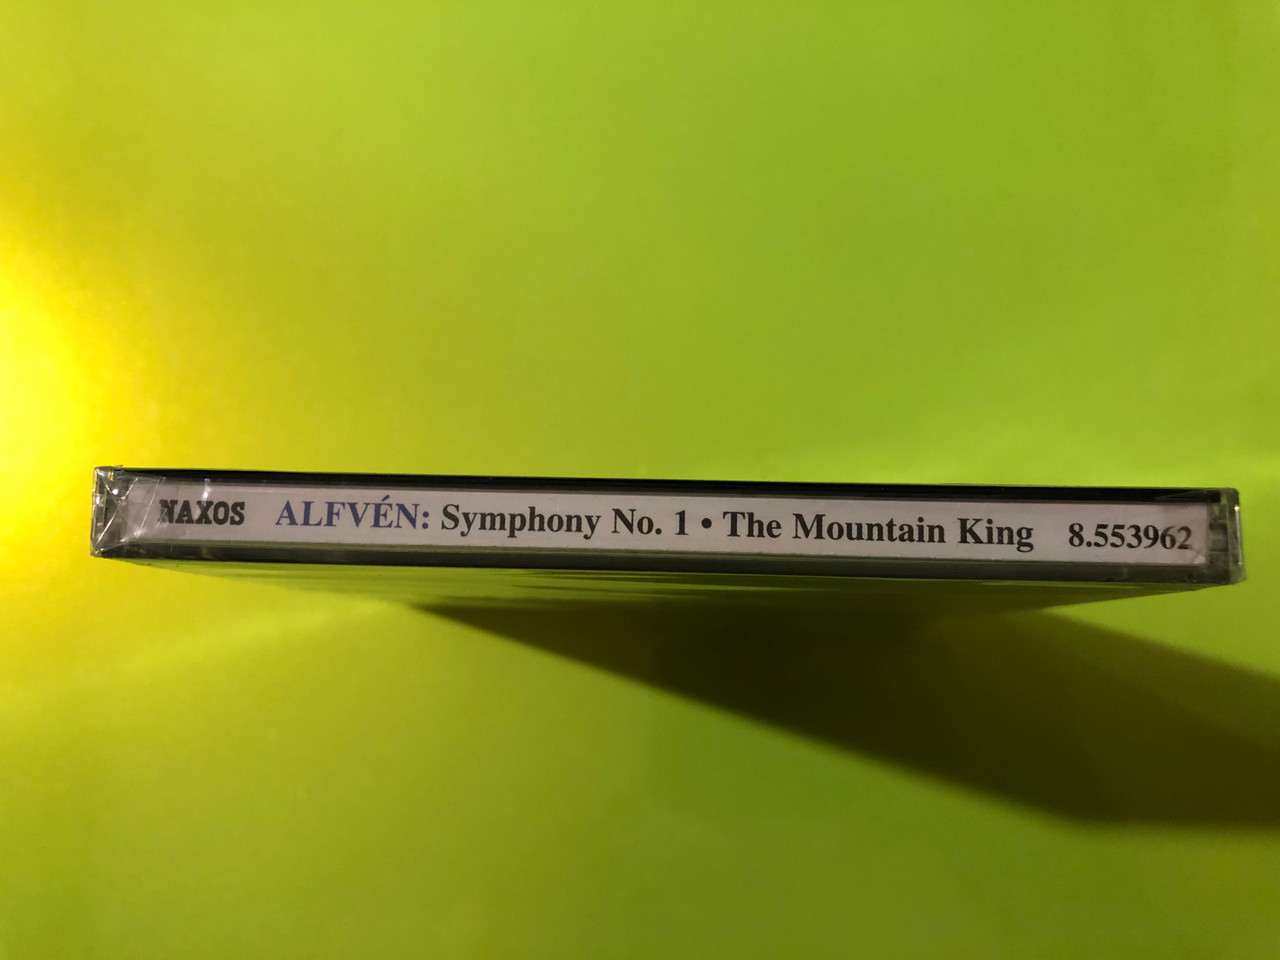 NAXOS ALFVÉN: Symphony No. 1 • The Mountain King 8.553962